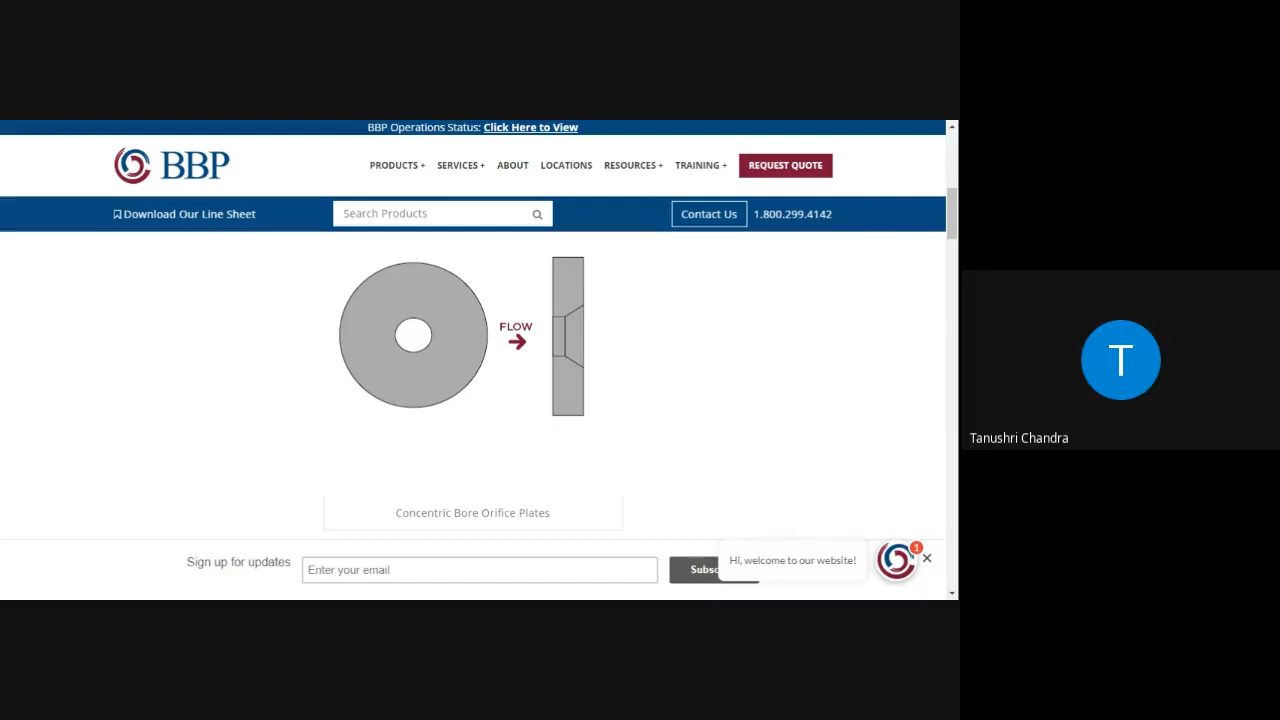 BBP Operations Status: Click Here to View
BBP
PRODUCTS + SERVICES + ABOUT LOCATIONS RESOURCES + TRAINING + REQUEST QUOTE
Download Our Line Sheet
Search Products
Contact Us 1.800.299.4142
FLOW
Concentric Bore Orifice Plates
Sign up for updates
Enter your email
Subsc
Hi, welcome to our website!
1
T
Tanushri Chandra